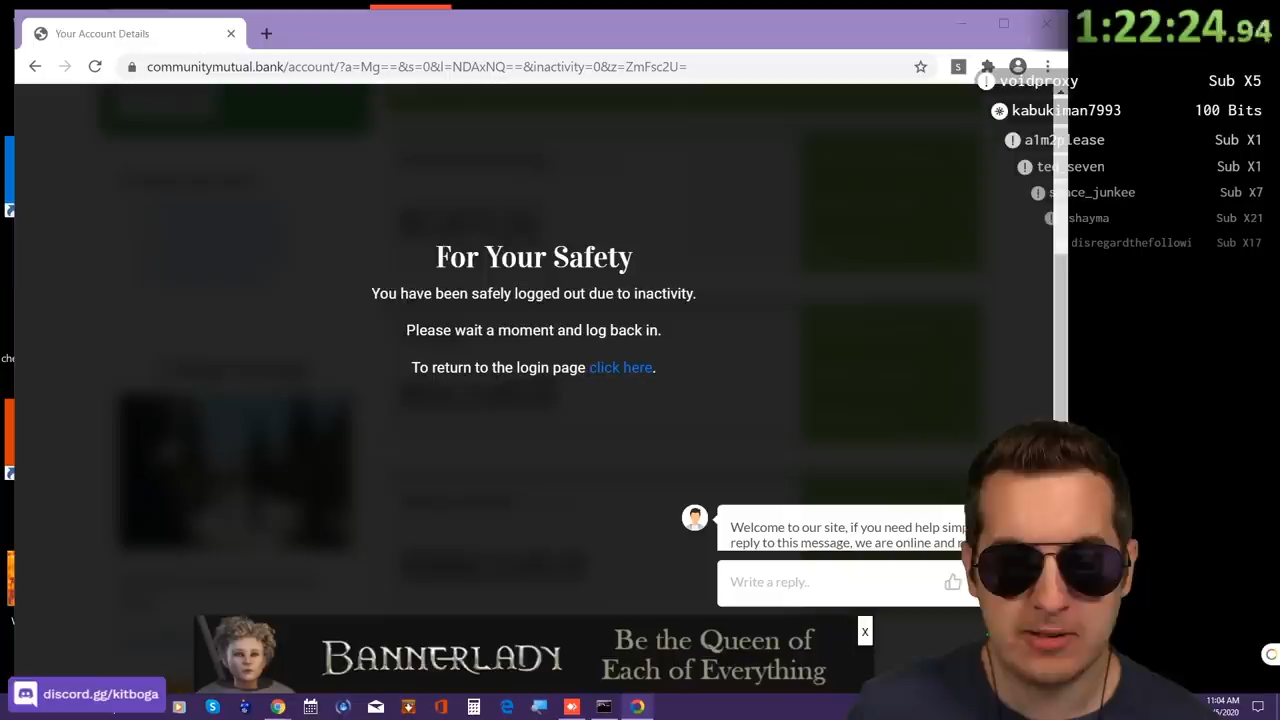 Your Account Details
communitymutual.bank/account/?a=Mg==&s=0&l=NDAxNQ==&inactivity=0&z=ZmFsc2U=
S
1:22:24.94
voidproxy Sub X5
kabukiman7993 100 Bits
a1m2please Sub X1
Sub X1
Sub X7
shayma Sub X21
disregardthefollowi Sub X17
For Your Safety
You have been safely logged out due to inactivity.
Please wait a moment and log back in.
To return to the login page click here.
Welcome to our site, if you need help
reply to this message, we are online and
Write a reply..
BANNERLADY
Be the Queen of
Each of Everything
X
discord.gg/kitboga
11:04 AM
/5/2020